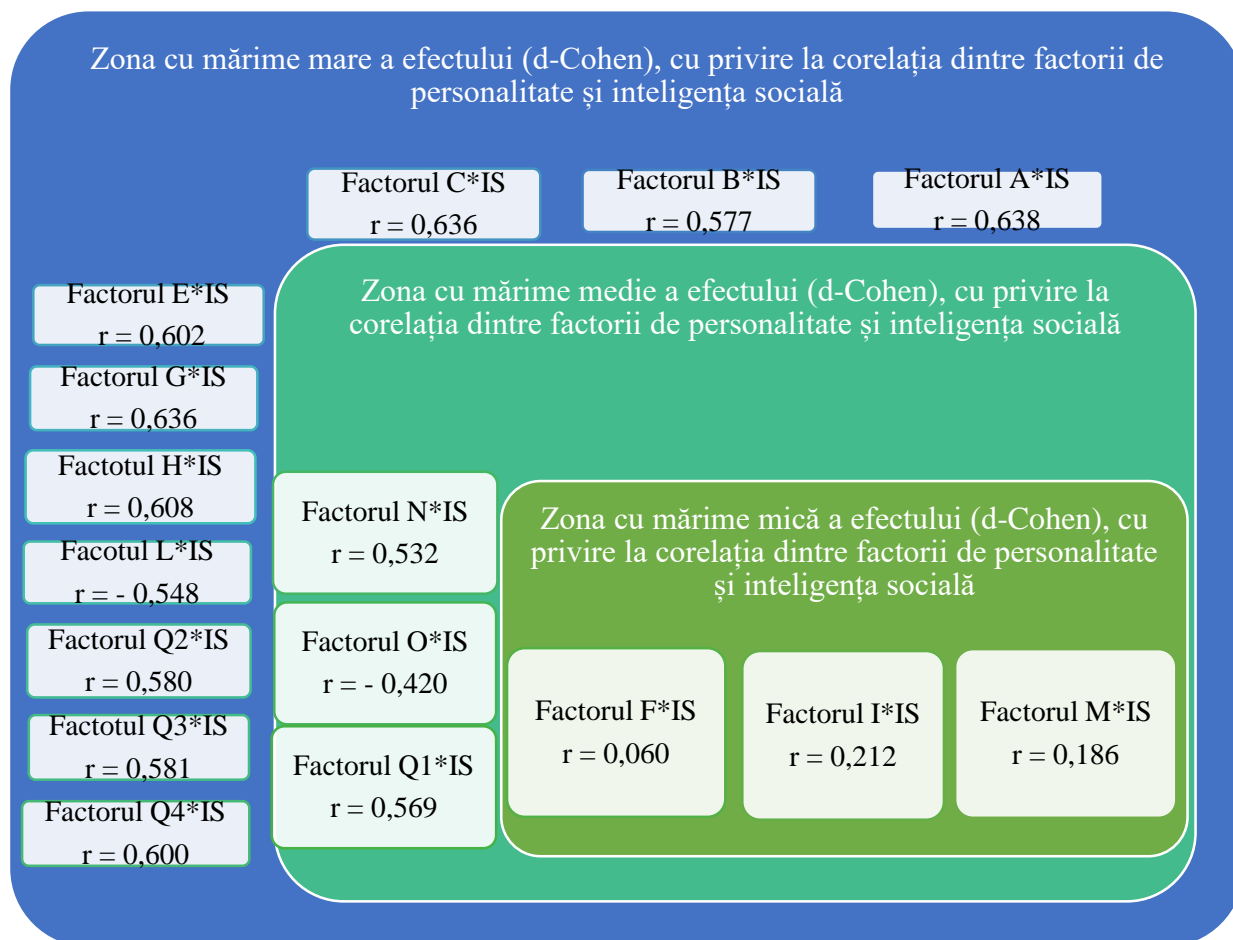 Zona cu mărime mare a efectului (d-Cohen), cu privire la corelația dintre factorii de
personalitate și inteligența socială
Factorul C*IS
r = 0,636
Factorul B*IS
r = 0,577
Factorul A*IS
r = 0,638
Factorul E*IS
r = 0,602
Factorul G*IS
r = 0,636
Factotul H*IS
r = 0,608
Facotul L*IS
r = - 0,548
Factorul Q2*IS
r = 0,580
Factotul Q3*IS
r = 0,581
Factorul Q4*IS
r = 0,600
Zona cu mărime medie a efectului (d-Cohen), cu privire la
corelația dintre factorii de personalitate și inteligența socială
Factorul N*IS
r = 0,532
Factorul O*IS
r = - 0,420
Factorul Q1*IS
r = 0,569
Zona cu mărime mică a efectului (d-Cohen), cu
privire la corelația dintre factorii de personalitate
și inteligența socială
Factorul F*IS
r = 0,060
Factorul I*IS
r = 0,212
Factorul M*IS
r = 0,186